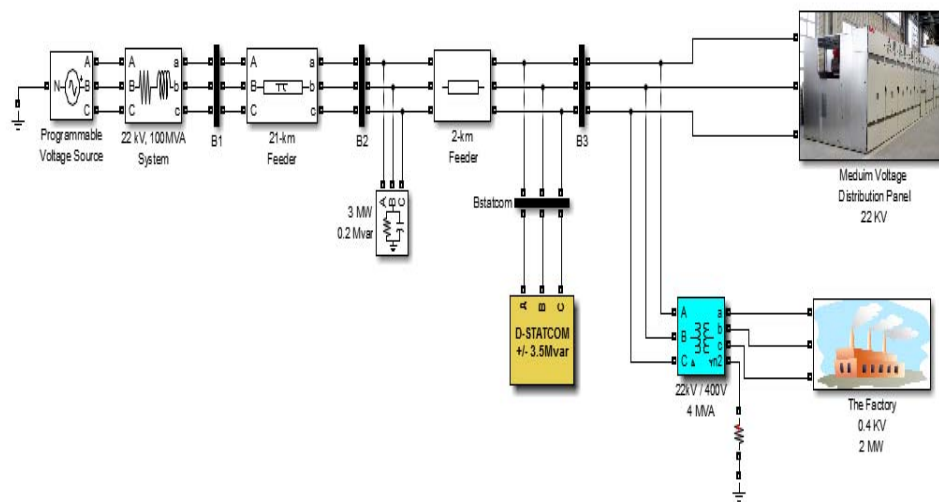 N
A
B
C
A
B
C
a
b
c
A
B
C
a
b
c
Programmable
Voltage Source
22 kV, 100MVA
System
B1
21-km
Feeder
B2
2-km
Feeder
B3
Meduim Voltage
Distribution Panel
22 KV
A
B
C
3 MW
0.2 Mvar
Bstatcom
A
B
C
D-STATCOM
+/- 3.5Mvar
A
B
C
a
b
c
n2
22kV / 400V
4 MVA
The Factory
0.4 KV
2 MW